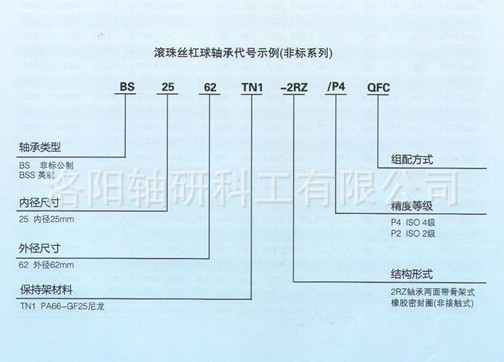 滚珠丝杠球轴承代号示例(非标系列)
BS 25 62 TN1 -2RZ /P4 QFC
轴承类型
BS 非标公制
BSS 英制
内径尺寸
25 内径25mm
外径尺寸
62 外径62mm
保持架材料
TN1 PA66-GF25尼龙
组配方式
精度等级
P4 ISO 4级
P2 ISO 2级
结构形式
2RZ轴承两面带骨架式
橡胶密封圈(非接触式)
洛阳轴研科工有限公司